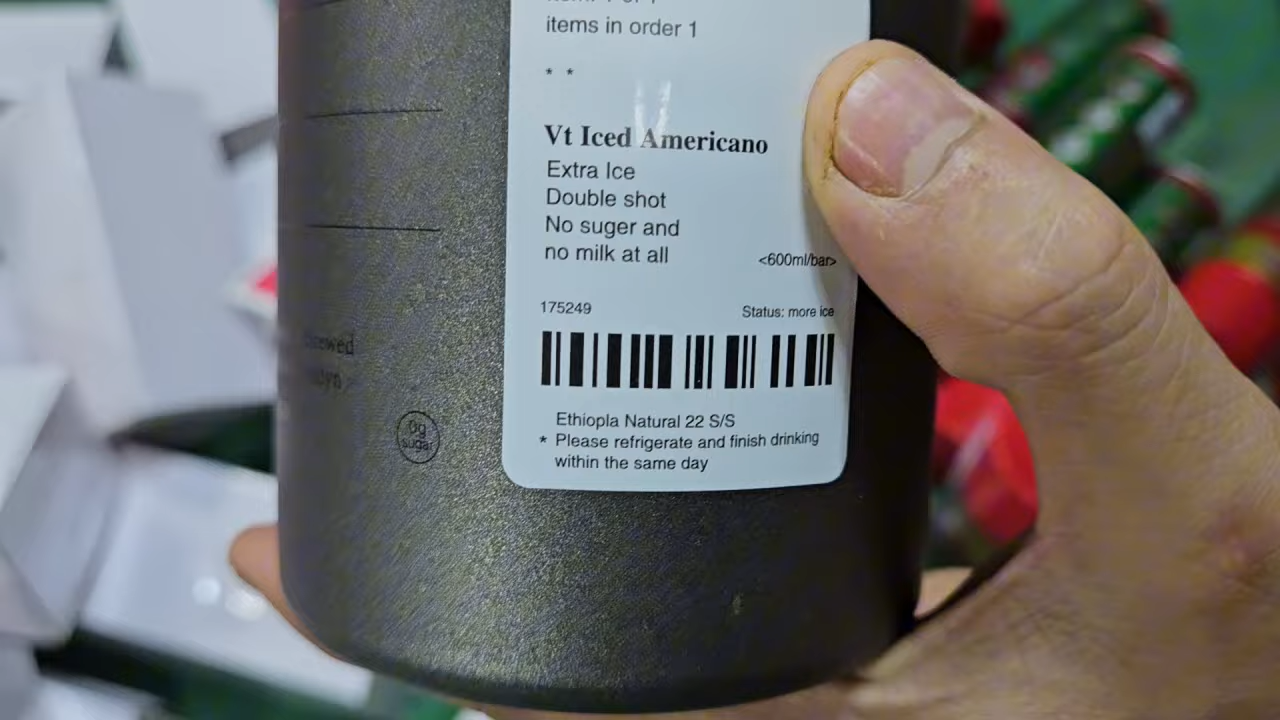 items in order 1
* *
Vt Iced Americano
Extra Ice
Double shot
No suger and
no milk at all
<600ml/bar>
175249
Status: more ice
Ethiopla Natural 22 S/S
* Please refrigerate and finish drinking
within the same day
0g
sugar